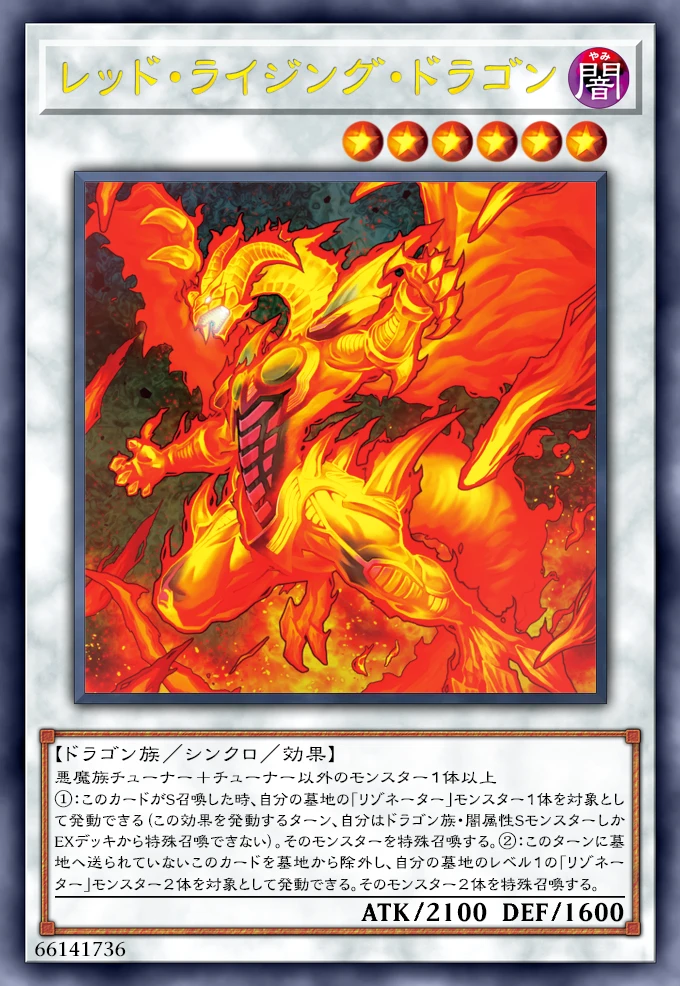 レッド・ライジング・ドラゴン
やみ
闇
【ドラゴン族／シンクロ／効果】
悪魔族チューナー＋チューナー以外のモンスター１体以上
①：このカードがS召喚した時、自分の墓地の「リゾネーター」モンスター１体を対象とし
て発動できる（この効果を発動するターン、自分はドラゴン族・闇属性Sモンスターしか
EXデッキから特殊召喚できない）。そのモンスターを特殊召喚する。②：このターンに墓
地へ送られていないこのカードを墓地から除外し、自分の墓地のレベル１の「リゾネー
ター」モンスター２体を対象として発動できる。そのモンスター２体を特殊召喚する。
ATK/2100 DEF/1600
66141736